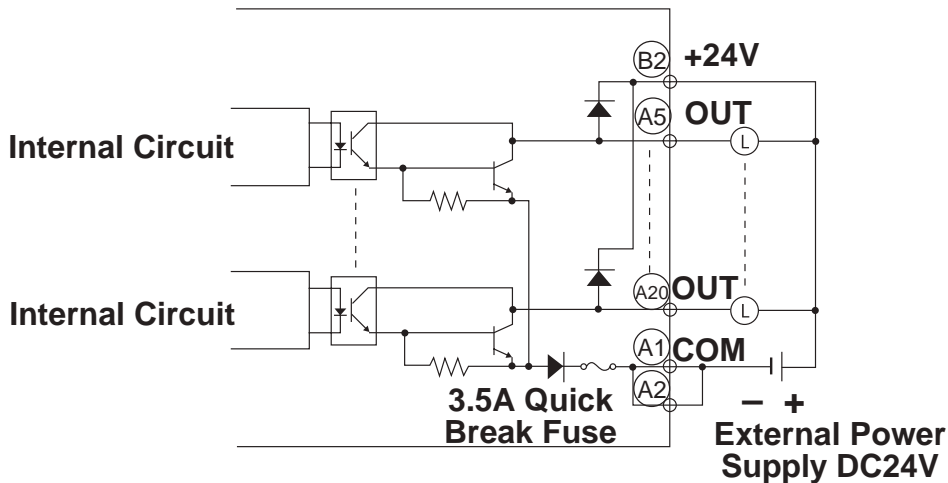 B2 +24V
A5 OUT
Internal Circuit
L
A20 OUT
Internal Circuit
L
A1 COM
A2
3.5A Quick
Break Fuse
− +
External Power
Supply DC24V